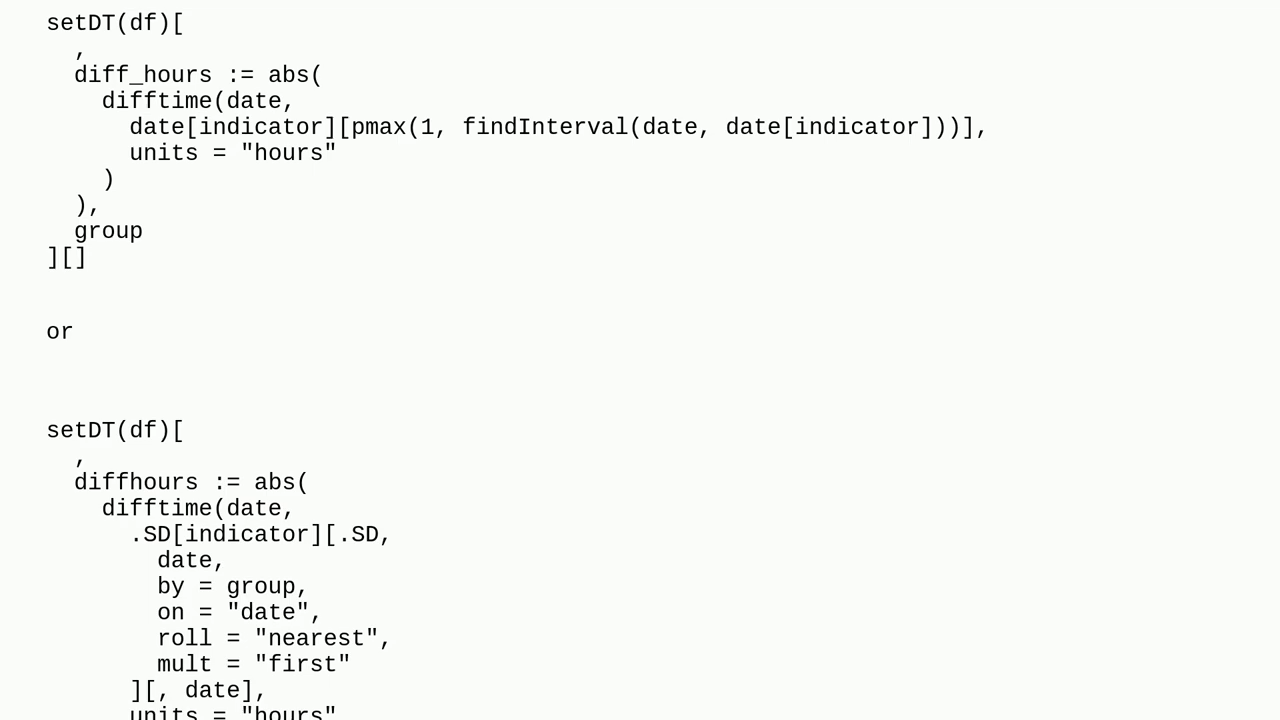 setDT(df)[
  ,
  diff_hours := abs(
    difftime(date,
      date[indicator][pmax(1, findInterval(date, date[indicator]))],
      units = "hours"
    )
  ),
  group
][]
or
setDT(df)[
  ,
  diffhours := abs(
    difftime(date,
      .SD[indicator][.SD,
        date,
        by = group,
        on = "date",
        roll = "nearest",
        mult = "first"
      ][, date],
      units = "hours"